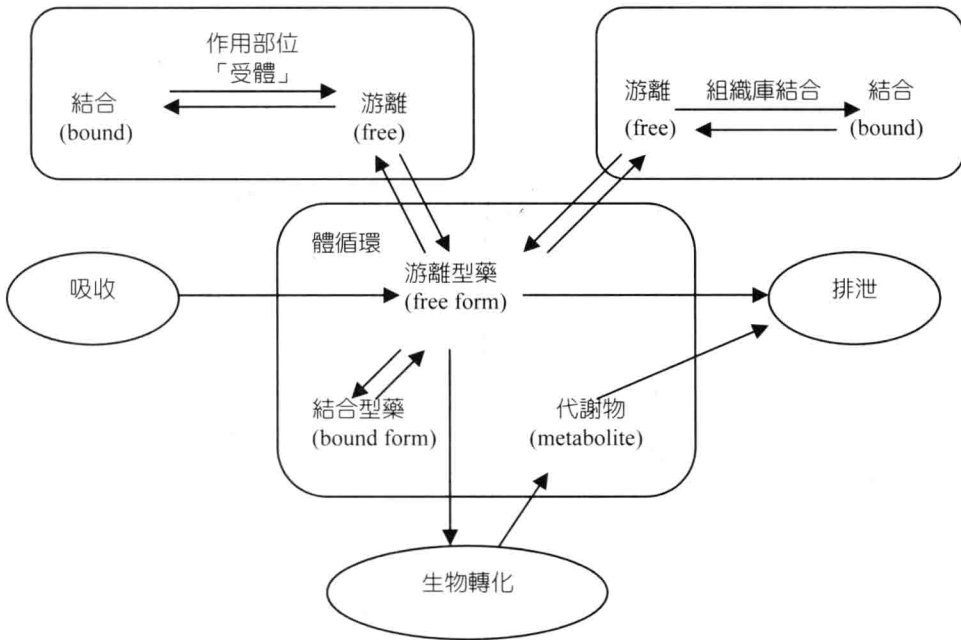 作用部位
「受體」
結合
(bound)
游離
(free)
游離
(free)
組織庫結合
結合
(bound)
體循環
游離型藥
(free form)
吸收
排泄
結合型藥
(bound form)
代謝物
(metabolite)
生物轉化